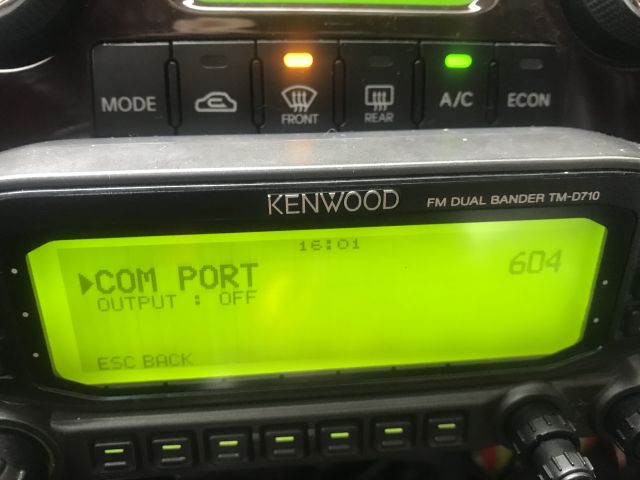 MODE
FRONT
REAR
A/C
ECON
KENWOOD
FM DUAL BANDER TM-D710
16:01
COM PORT 604
OUTPUT : OFF
ESC BACK